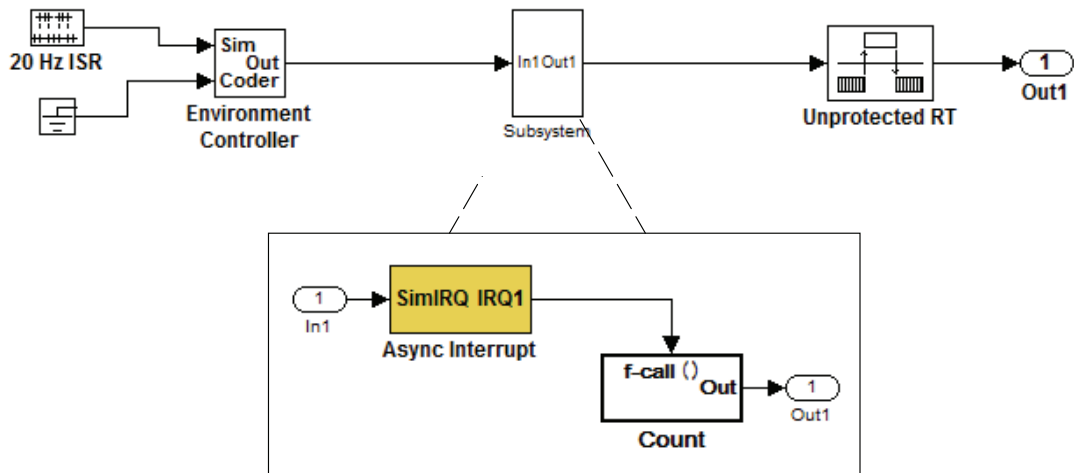 20 Hz ISR
Sim
Out
Coder
Environment
Controller
In1 Out1
Subsystem
Unprotected RT
1
Out1
1
In1
SimIRQ IRQ1
Async Interrupt
f-call ()
Out
Count
1
Out1